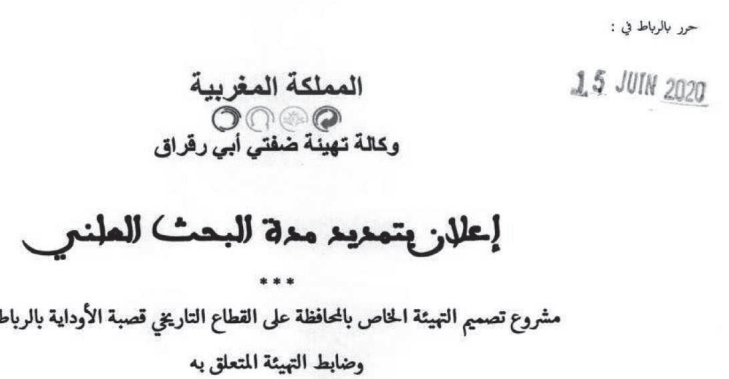 حرر بالرباط في :
15 JUIN 2020
المملكة المغربية
وكالة تهيئة ضفتي أبي رقراق
إعلان بتمديد مدة البحث العلني
***
مشروع تصميم التهيئة الخاص بالمحافظة على القطاع التاريخي قصبة الأوداية بالرباط
وضابط التهيئة المتعلق به